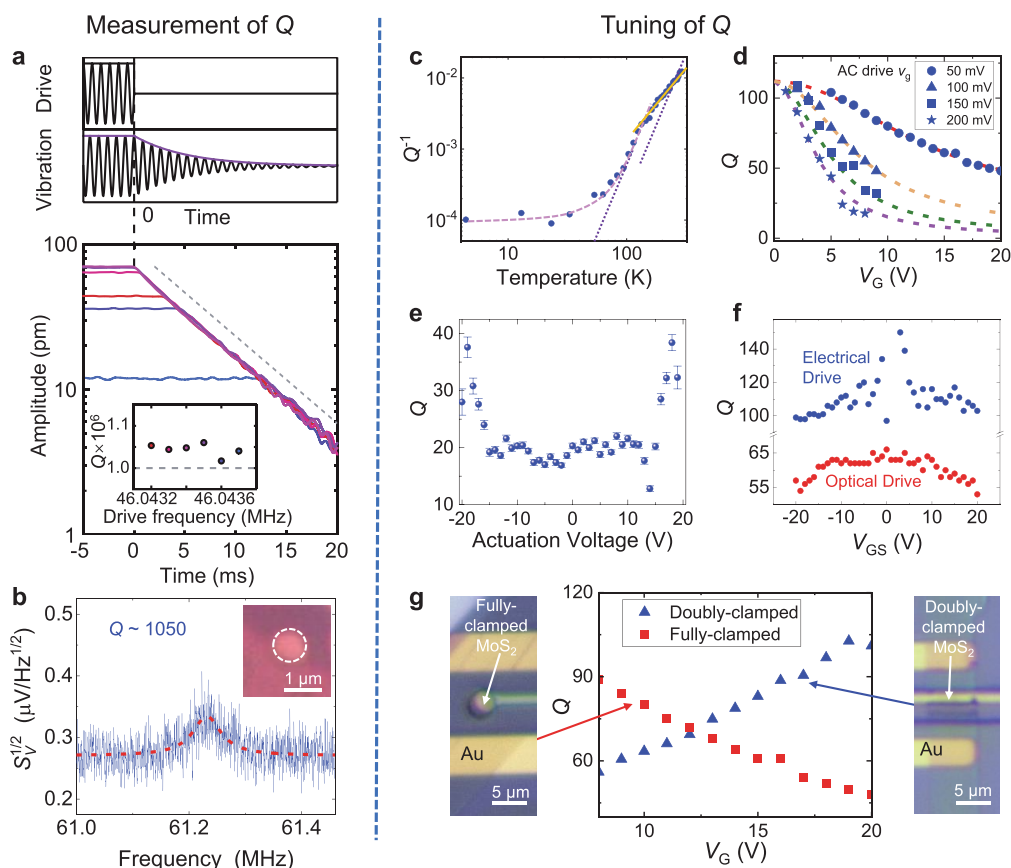 Measurement of Q
Tuning of Q
a
Drive
Vibration
0
Time
100
10
1
Amplitude (pm)
-5 0 5 10 15 20
Time (ms)
Q×10⁶
1.1
1.0
46.0432 46.0436
Drive frequency (MHz)
b
Q ~ 1050
1 μm
0.5
0.4
0.3
0.2
S_V^1/2 (μV/Hz^1/2)
61.0 61.2 61.4
Frequency (MHz)
c
10⁻²
10⁻³
10⁻⁴
Q⁻¹
10 100
Temperature (K)
d
AC drive v_g
50 mV
100 mV
150 mV
200 mV
100
50
0
Q
0 5 10 15 20
V_G (V)
e
40
30
20
10
Q
-20 -10 0 10 20
Actuation Voltage (V)
f
Electrical
Drive
Optical Drive
140
120
100
65
55
Q
-20 -10 0 10 20
V_GS (V)
g
Fully-
clamped
MoS₂
Au
5 μm
Doubly-clamped
Fully-clamped
120
90
60
Q
10 15 20
V_G (V)
Doubly-
clamped
MoS₂
Au
5 μm